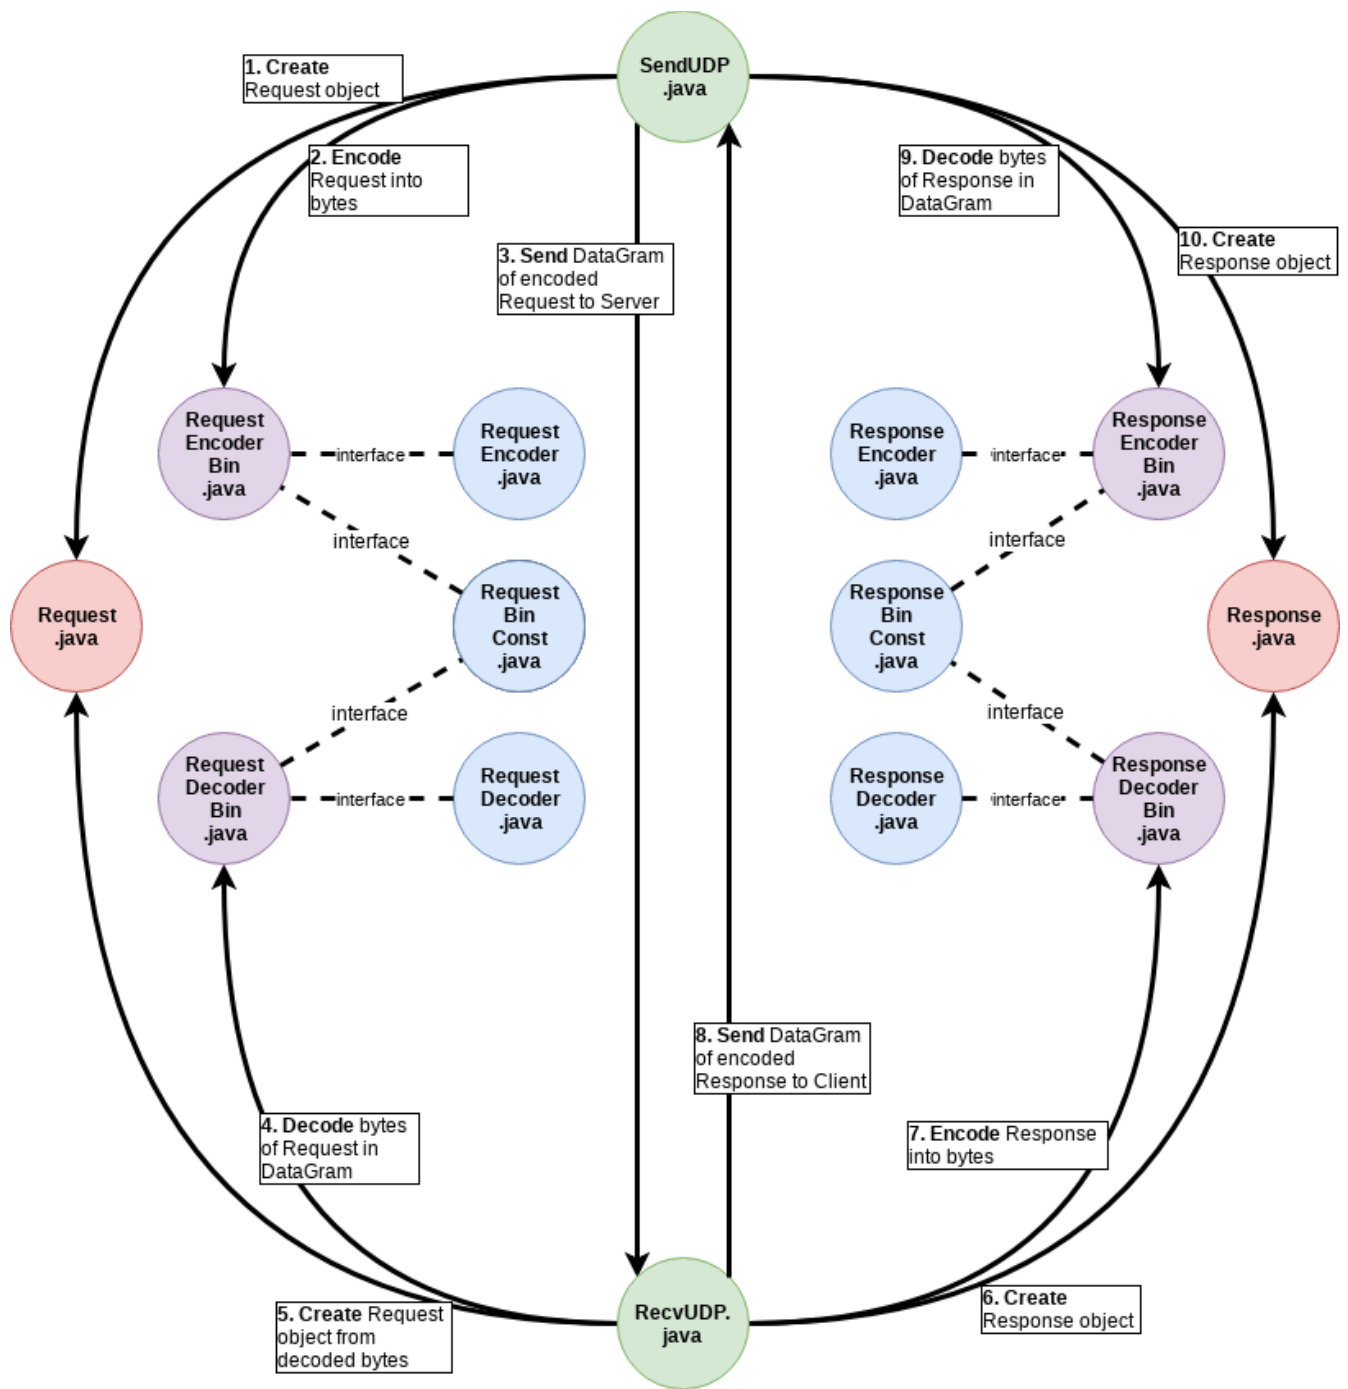 SendUDP
.java
1. Create
Request object
2. Encode
Request into
bytes
9. Decode bytes
of Response in
DataGram
10. Create
Response object
3. Send DataGram
of encoded
Request to Server
Request
Encoder
Bin
.java
interface
Request
Encoder
.java
Response
Encoder
.java
interface
Response
Encoder
Bin
.java
interface
interface
Request
.java
Request
Bin
Const
.java
Response
Bin
Const
.java
Response
.java
interface
interface
Request
Decoder
Bin
.java
interface
Request
Decoder
.java
Response
Decoder
.java
interface
Response
Decoder
Bin
.java
8. Send DataGram
of encoded
Response to Client
4. Decode bytes
of Request in
DataGram
7. Encode Response
into bytes
5. Create Request
object from
decoded bytes
RecvUDP.
java
6. Create
Response object